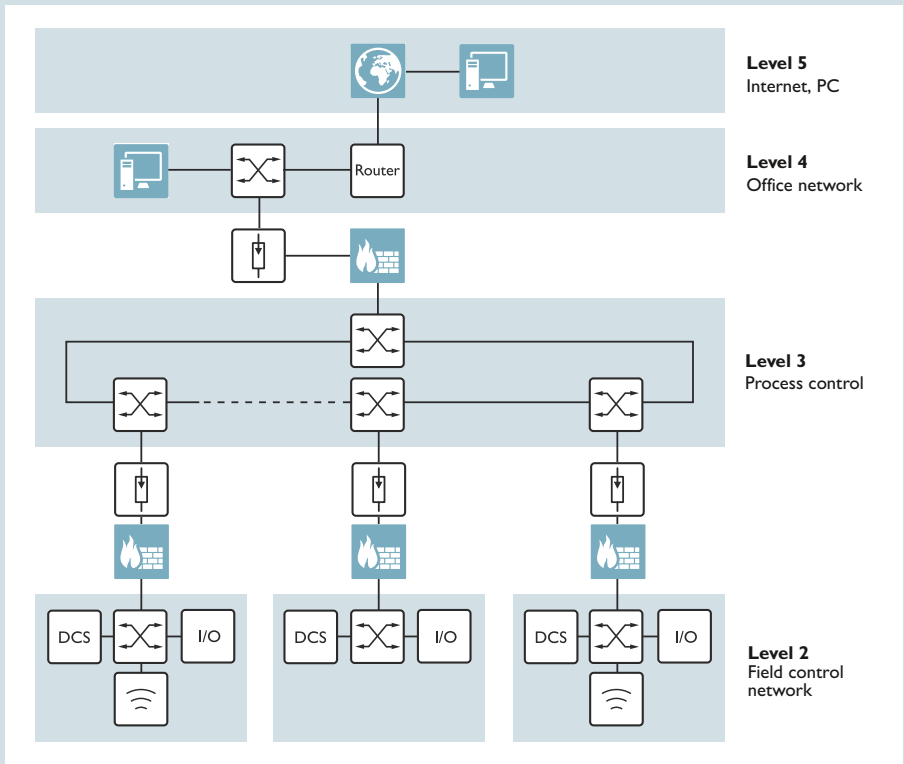 Level 5
Internet, PC
Router
Level 4
Office network
Level 3
Process control
DCS
I/O
DCS
I/O
DCS
I/O
Level 2
Field control
network